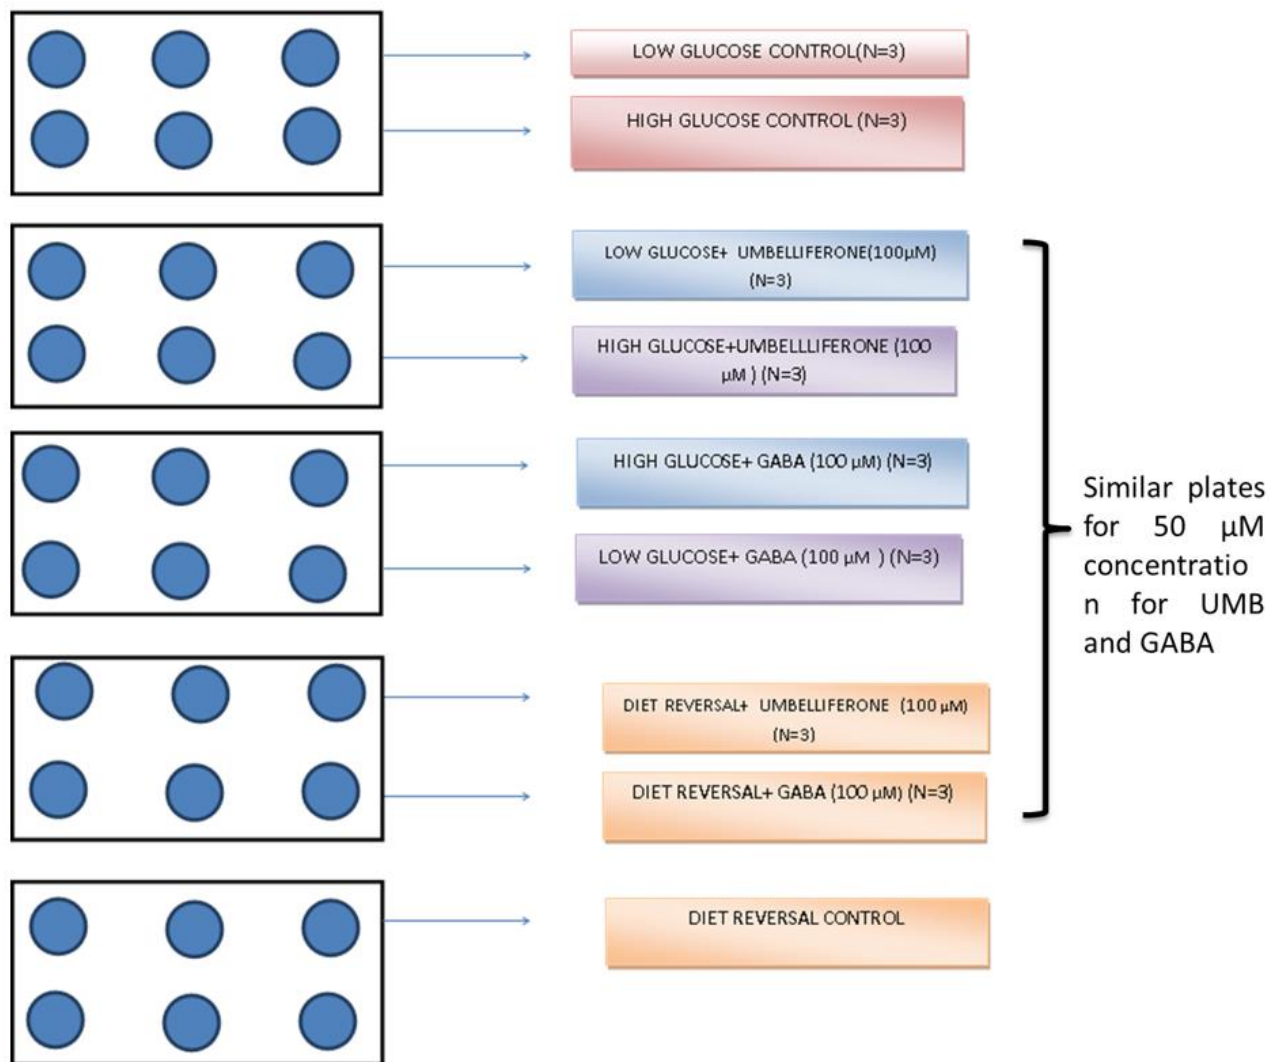 LOW GLUCOSE CONTROL(N=3)
HIGH GLUCOSE CONTROL (N=3)
LOW GLUCOSE+ UMBELLIFERONE(100µM)
(N=3)
HIGH GLUCOSE+UMBELLLIFERONE (100
µM ) (N=3)
HIGH GLUCOSE+ GABA (100 µM) (N=3)
LOW GLUCOSE+ GABA (100 µM ) (N=3)
Similar plates
for 50 µM
concentratio
n for UMB
and GABA
DIET REVERSAL+ UMBELLIFERONE (100 µM)
(N=3)
DIET REVERSAL+ GABA (100 µM) (N=3)
DIET REVERSAL CONTROL